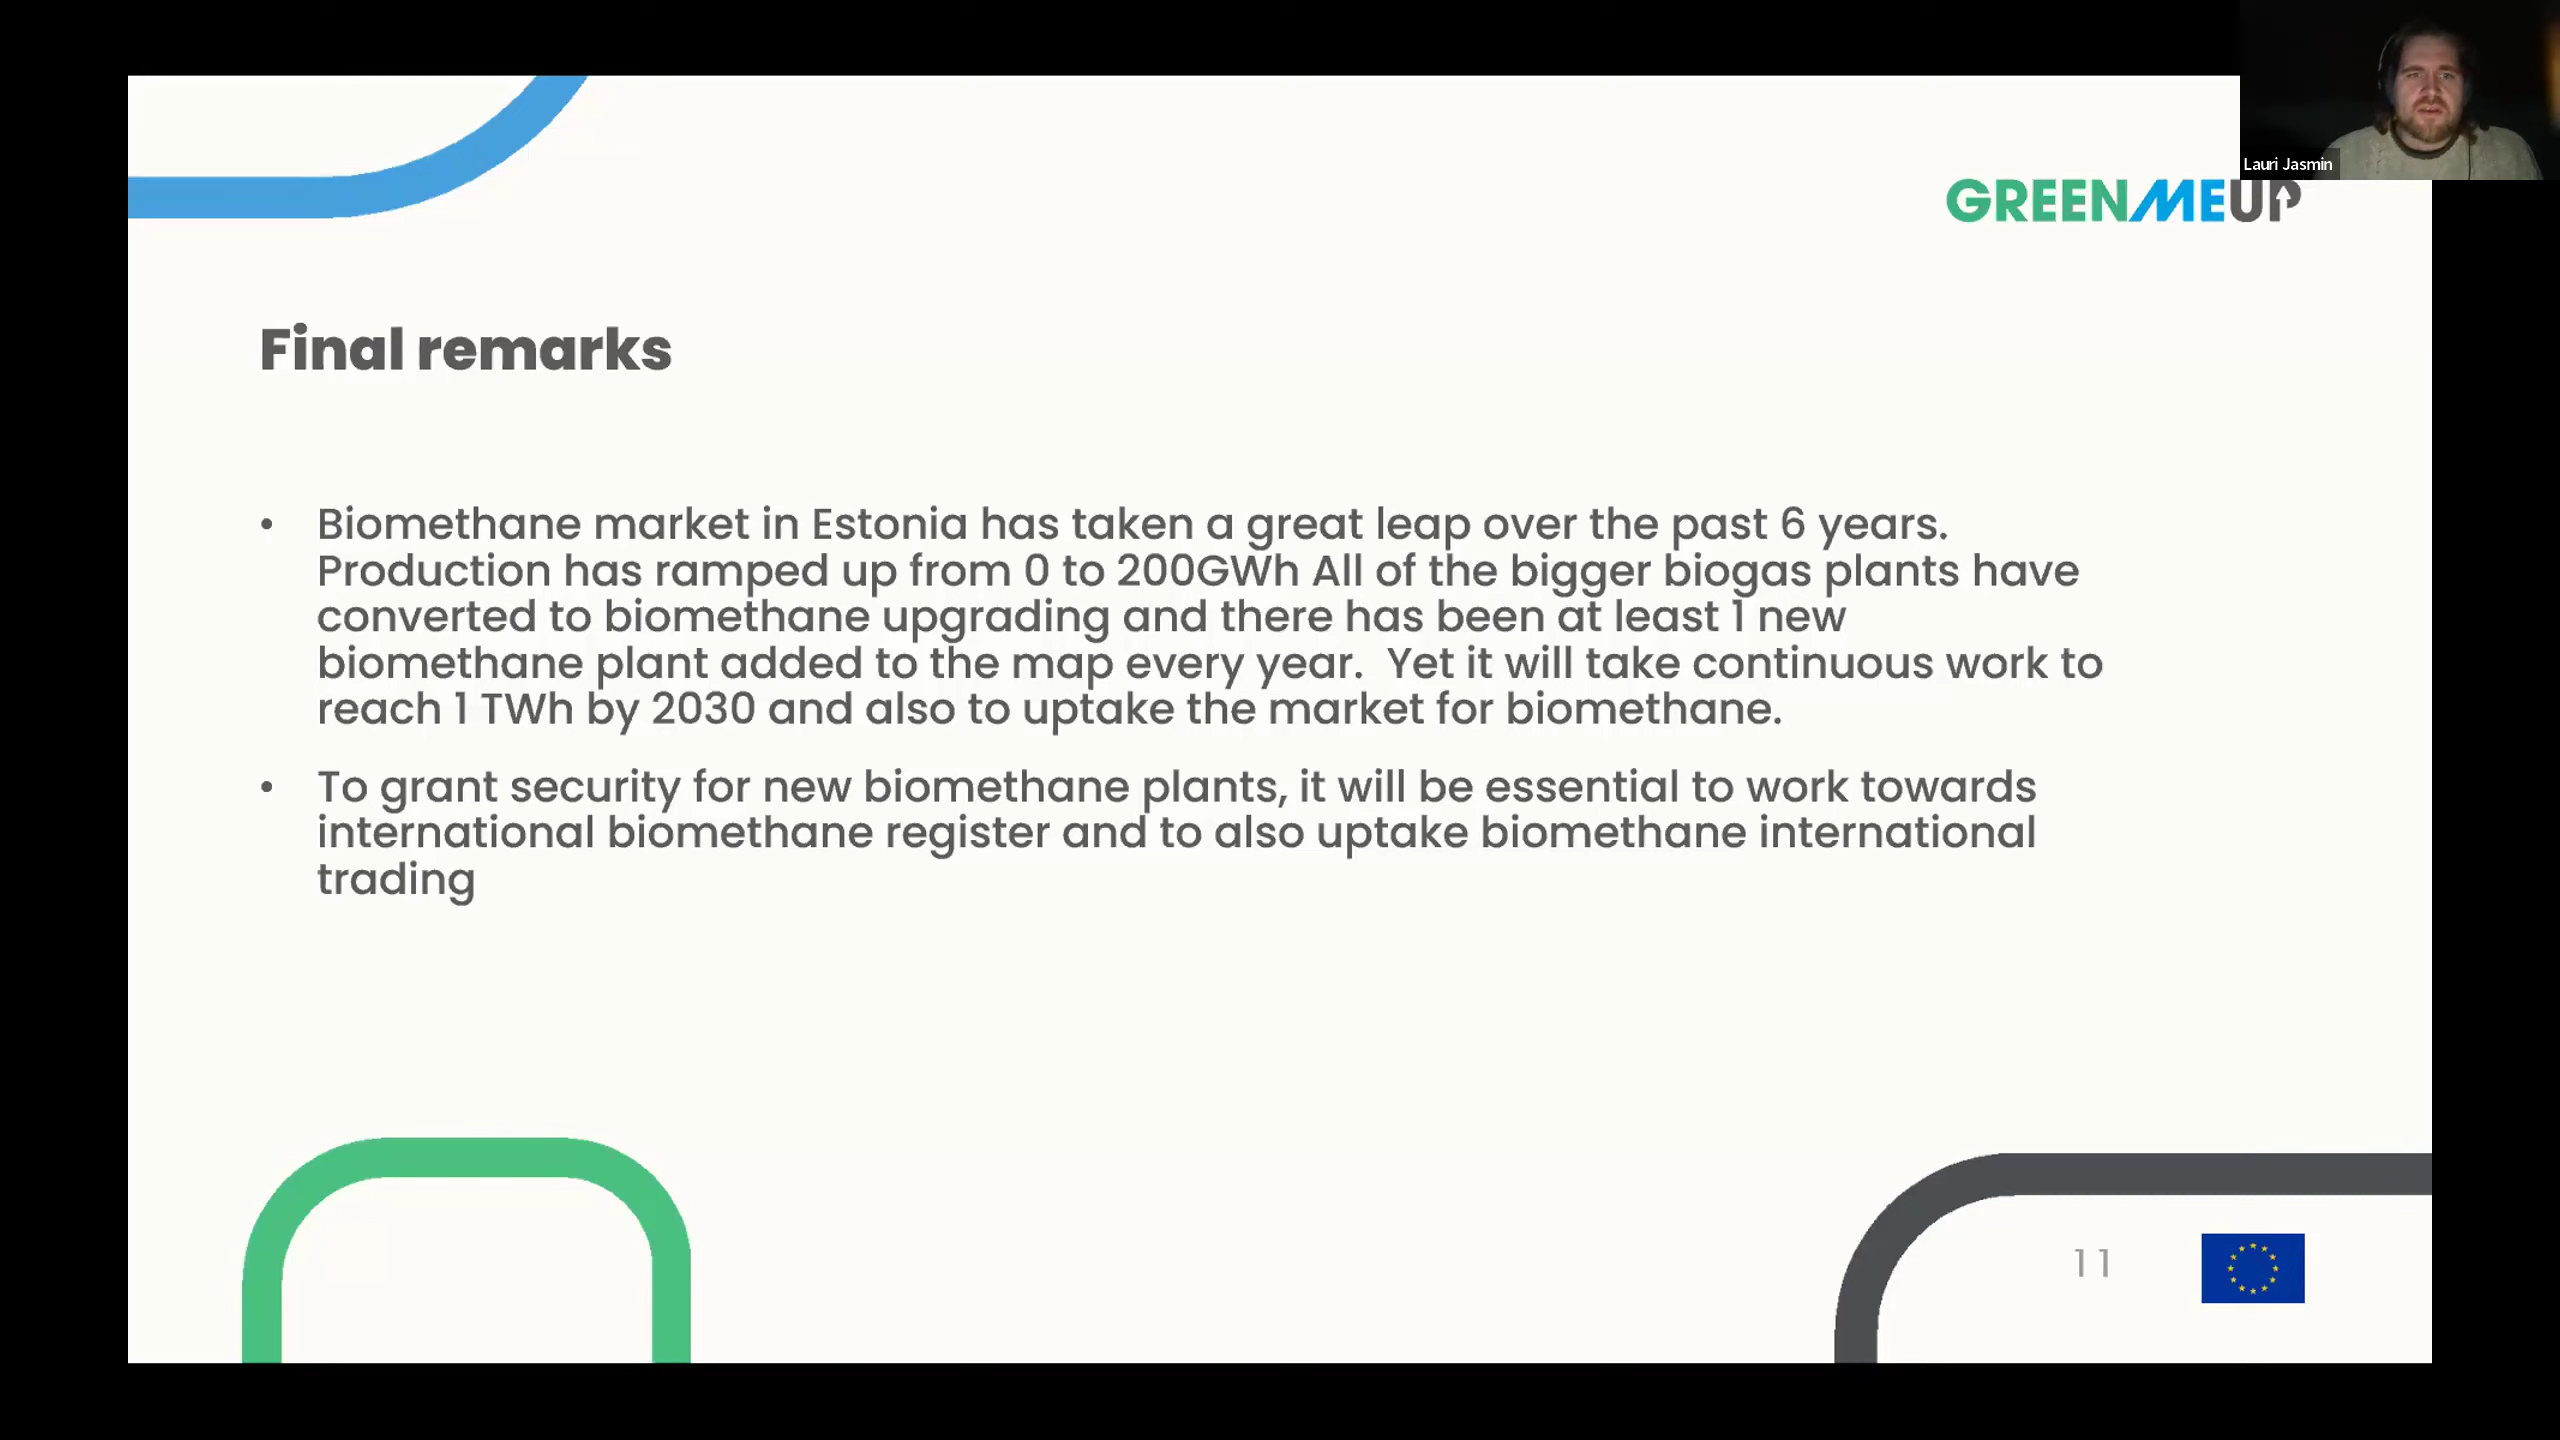 Lauri Jasmin
GREENMEUP
Final remarks
• Biomethane market in Estonia has taken a great leap over the past 6 years.
Production has ramped up from 0 to 200GWh All of the bigger biogas plants have
converted to biomethane upgrading and there has been at least 1 new
biomethane plant added to the map every year.  Yet it will take continuous work to
reach 1 TWh by 2030 and also to uptake the market for biomethane.
• To grant security for new biomethane plants, it will be essential to work towards
international biomethane register and to also uptake biomethane international
trading
11